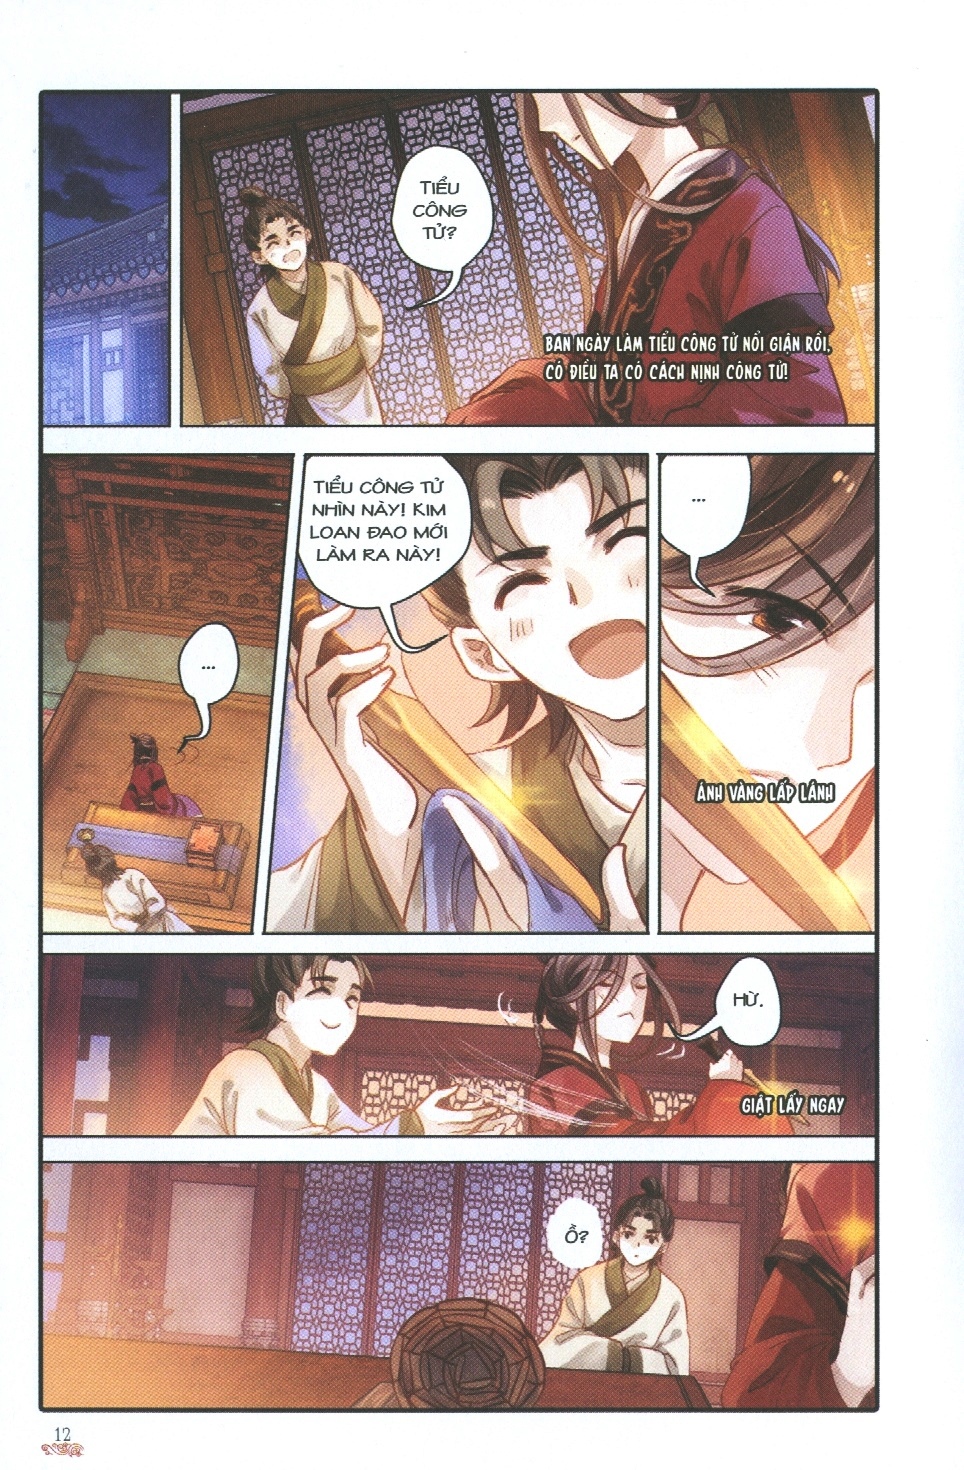 TIỂU
CÔNG
TỬ?
BAN NGÀY LÀM TIỂU CÔNG TỬ NỔI GIẬN RỒI,
CÓ ĐIỀU TA CÓ CÁCH NỊNH CÔNG TỬ!
...
TIỂU CÔNG TỬ
NHÌN NÀY! KIM
LOAN ĐAO MỚI
LÀM RA NÀY!
...
ÁNH VÀNG LẤP LÁNH
HỪ.
GIẬT LẤY NGAY
Ồ?
12